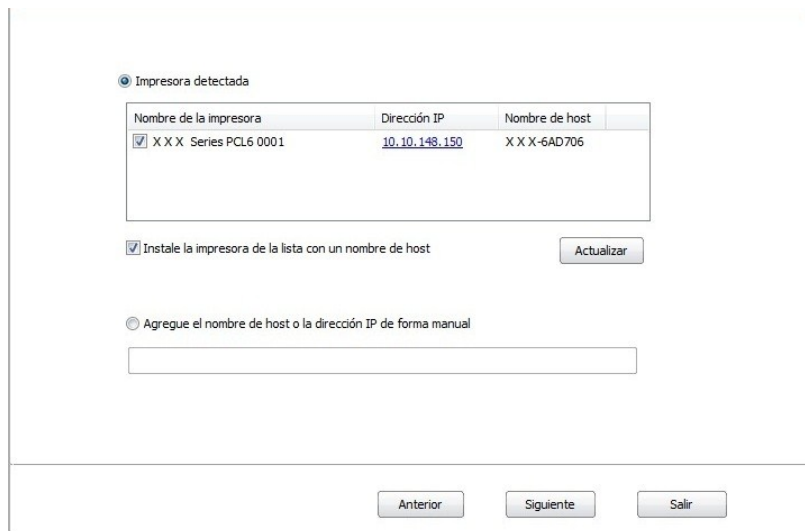 Impresora detectada
Nombre de la impresora Dirección IP Nombre de host
X X X Series PCL6 0001 10.10.148.150 X X X-6AD706
Instale la impresora de la lista con un nombre de host Actualizar
Agregue el nombre de host o la dirección IP de forma manual
Anterior Siguiente Salir